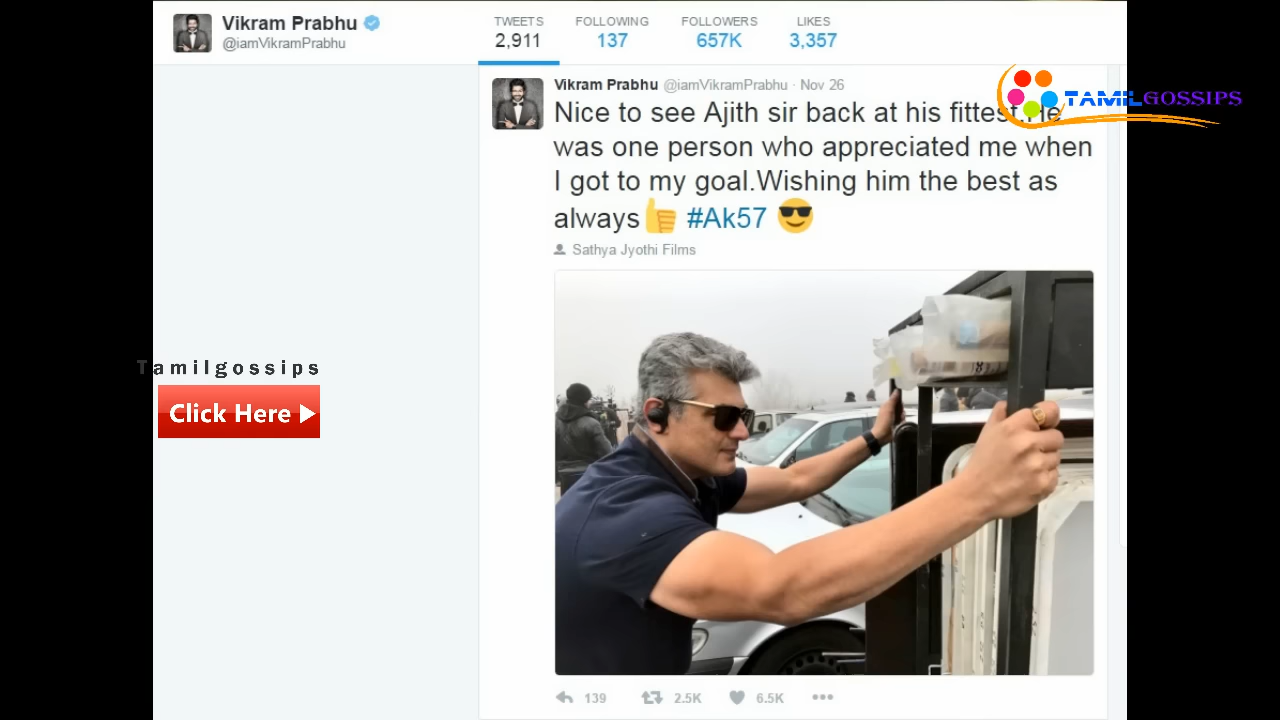 Vikram Prabhu
@iamVikramPrabhu
TWEETS
2,911
FOLLOWING
137
FOLLOWERS
657K
LIKES
3,357
Vikram Prabhu @iamVikramPrabhu · Nov 26
Nice to see Ajith sir back at his fittest.He
was one person who appreciated me when
I got to my goal.Wishing him the best as
always👍 #Ak57 😎
Sathya Jyothi Films
TAMILGOSSIPS
Tamilgossips
Click Here
139
2.5K
6.5K